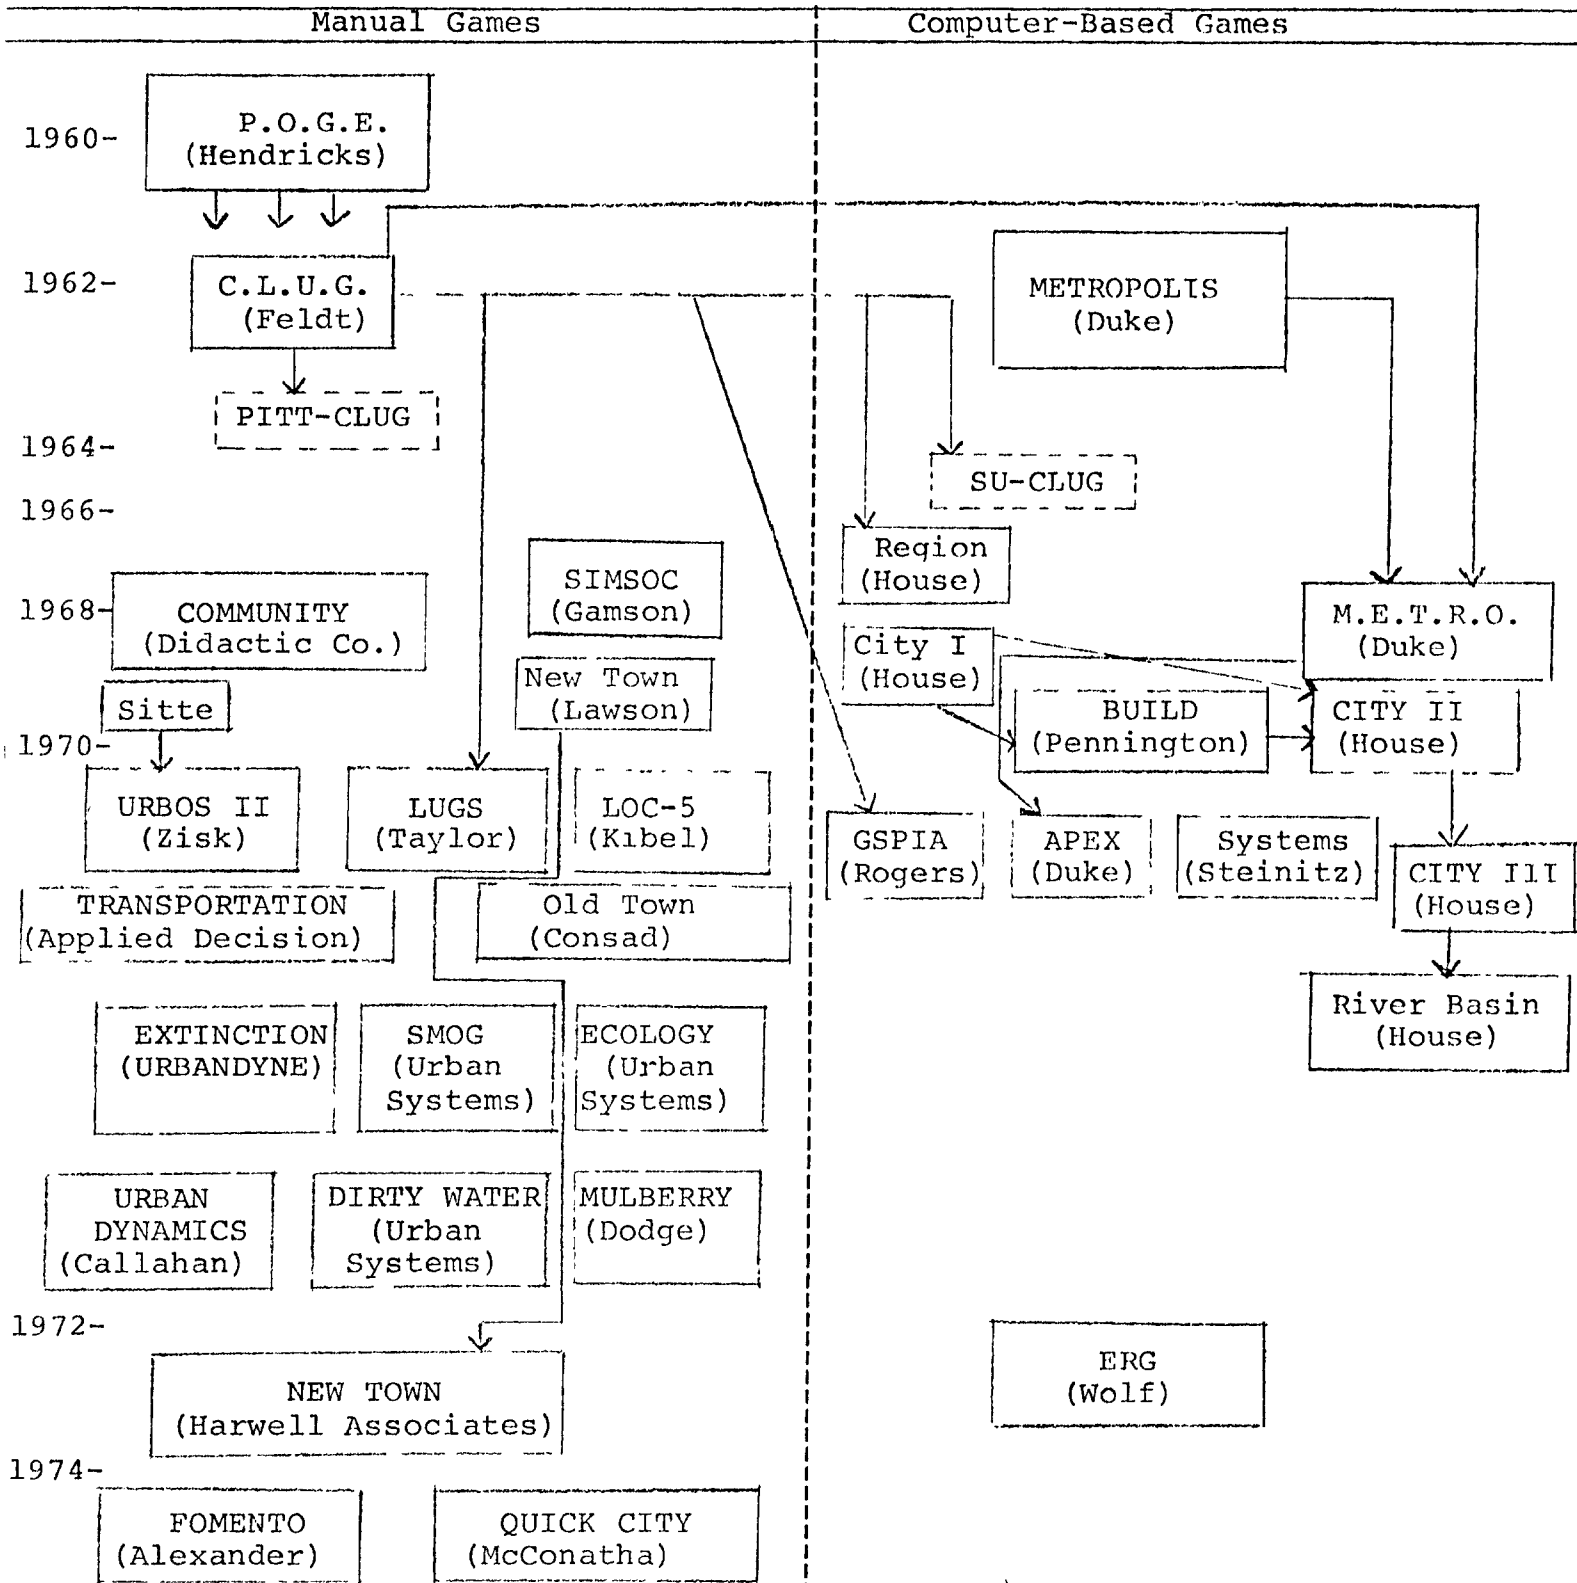 Manual Games
Computer-Based Games
1960-
P.O.G.E.
(Hendricks)
1962-
C.L.U.G.
(Feldt)
METROPOLIS
(Duke)
PITT-CLUG
1964-
SU-CLUG
1966-
Region
(House)
SIMSOC
(Gamson)
1968-
COMMUNITY
(Didactic Co.)
M.E.T.R.O.
(Duke)
City I
(House)
New Town
(Lawson)
Sitte
BUILD
(Pennington)
CITY II
(House)
1970-
URBOS II
(Zisk)
LUGS
(Taylor)
LOC-5
(Kibel)
GSPIA
(Rogers)
APEX
(Duke)
Systems
(Steinitz)
CITY III
(House)
TRANSPORTATION
(Applied Decision)
Old Town
(Consad)
River Basin
(House)
EXTINCTION
(URBANDYNE)
SMOG
(Urban
Systems)
ECOLOGY
(Urban
Systems)
URBAN
DYNAMICS
(Callahan)
DIRTY WATER
(Urban
Systems)
MULBERRY
(Dodge)
1972-
NEW TOWN
(Harwell Associates)
ERG
(Wolf)
1974-
FOMENTO
(Alexander)
QUICK CITY
(McConatha)